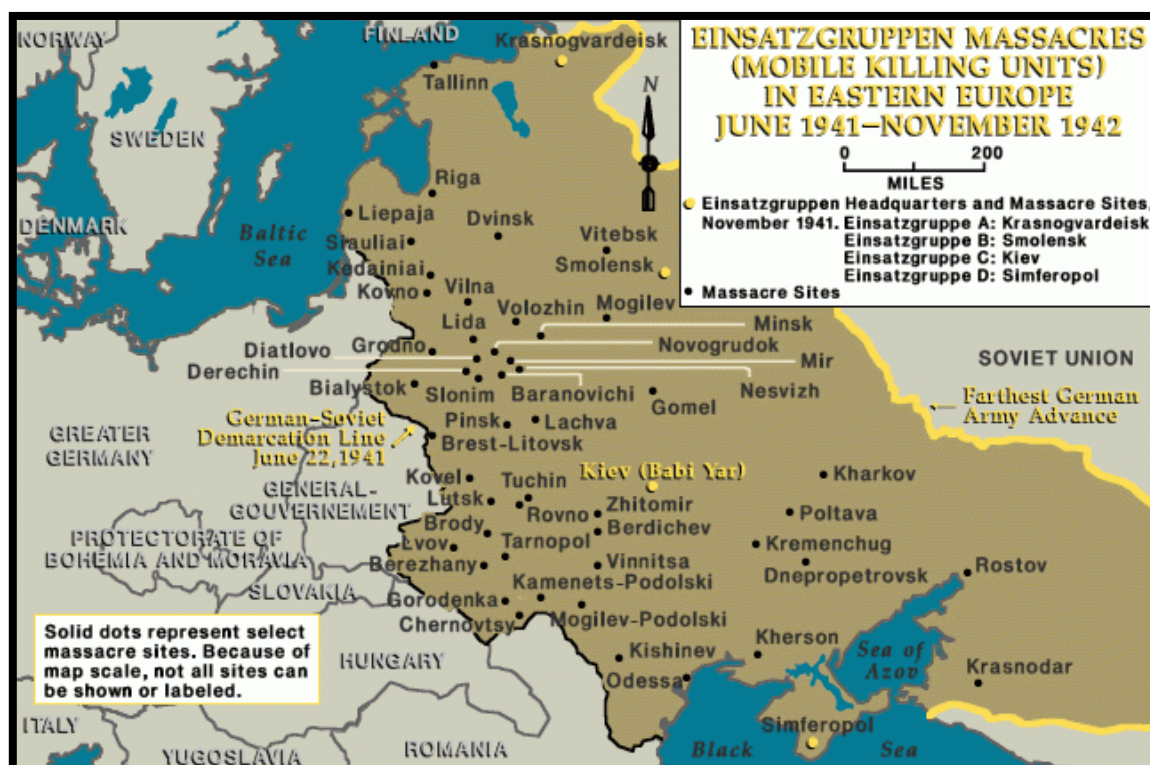 EINSATZGRUPPEN MASSACRES
(MOBILE KILLING UNITS)
IN EASTERN EUROPE
JUNE 1941–NOVEMBER 1942
0 200
MILES
Einsatzgruppen Headquarters and Massacre Sites,
November 1941. Einsatzgruppe A: Krasnogvardeisk
Einsatzgruppe B: Smolensk
Einsatzgruppe C: Kiev
Einsatzgruppe D: Simferopol
Massacre Sites
NORWAY
FINLAND
Krasnogvardeisk
Tallinn
N
SWEDEN
Riga
DENMARK
Liepaja
Dvinsk
Baltic
Sea
Siauliai
Vitebsk
Kedainiai
Smolensk
Kovno
Vilna
Volozhin
Mogilev
Lida
Minsk
Diatlovo
Grodno
Novogrudok
SOVIET UNION
Derechin
Mir
Bialystok
Slonim
Baranovichi
Nesvizh
Gomel
Farthest German
Army Advance
German–Soviet
Demarcation Line
June 22,1941
Pinsk
Lachva
Brest-Litovsk
GREATER
GERMANY
Kovel
Tuchin
Kiev (Babi Yar)
Kharkov
GENERAL-
GOUVERNEMENT
Lutsk
Rovno
Zhitomir
Poltava
Brody
Berdichev
PROTECTORATE OF
BOHEMIA AND MORAVIA
Lvov
Tarnopol
Kremenchug
Berezhany
Vinnitsa
Dnepropetrovsk
Rostov
SLOVAKIA
Kamenets-Podolski
Gorodenka
Mogilev-Podolski
Chernovtsy
Solid dots represent select
massacre sites. Because of
map scale, not all sites can
be shown or labeled.
HUNGARY
Kishinev
Kherson
Sea of
Azov
Odessa
Krasnodar
ITALY
Simferopol
YUGOSLAVIA
ROMANIA
Black
Sea